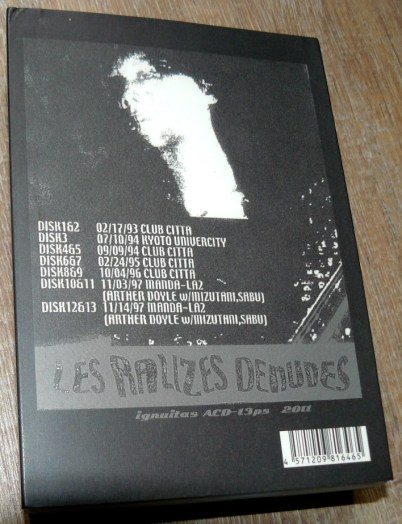 DISK1&2 02/17/93 CLUB CITTA
DISK3 07/10/94 KYOTO UNIVERCITY
DISK4&5 09/09/94 CLUB CITTA
DISK6&7 02/24/95 CLUB CITTA
DISK8&9 10/04/96 CLUB CITTA
DISK10&11 11/03/97 MANDA-LA2
(ARTHER DOYLE w/MIZUTANI,SABU)
DISK12&13 11/14/97 MANDA-LA2
(ARTHER DOYLE w/MIZUTANI,SABU)
LES RALIZES DENUDES
ignuitas ACD-13ps 2011
4 571209 816465